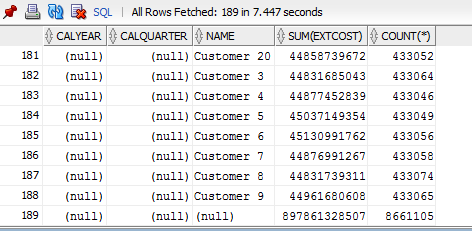 SQL | All Rows Fetched: 189 in 7.447 seconds
CALYEAR CALQUARTER NAME SUM(EXTCOST) COUNT(*)
181 (null) (null) Customer 20 44858739672 433052
182 (null) (null) Customer 3 44831685043 433064
183 (null) (null) Customer 4 44877452839 433046
184 (null) (null) Customer 5 45037149354 433049
185 (null) (null) Customer 6 45130991762 433056
186 (null) (null) Customer 7 44876991267 433058
187 (null) (null) Customer 8 44831739311 433074
188 (null) (null) Customer 9 44961680608 433065
189 (null) (null) (null) 897861328507 8661105